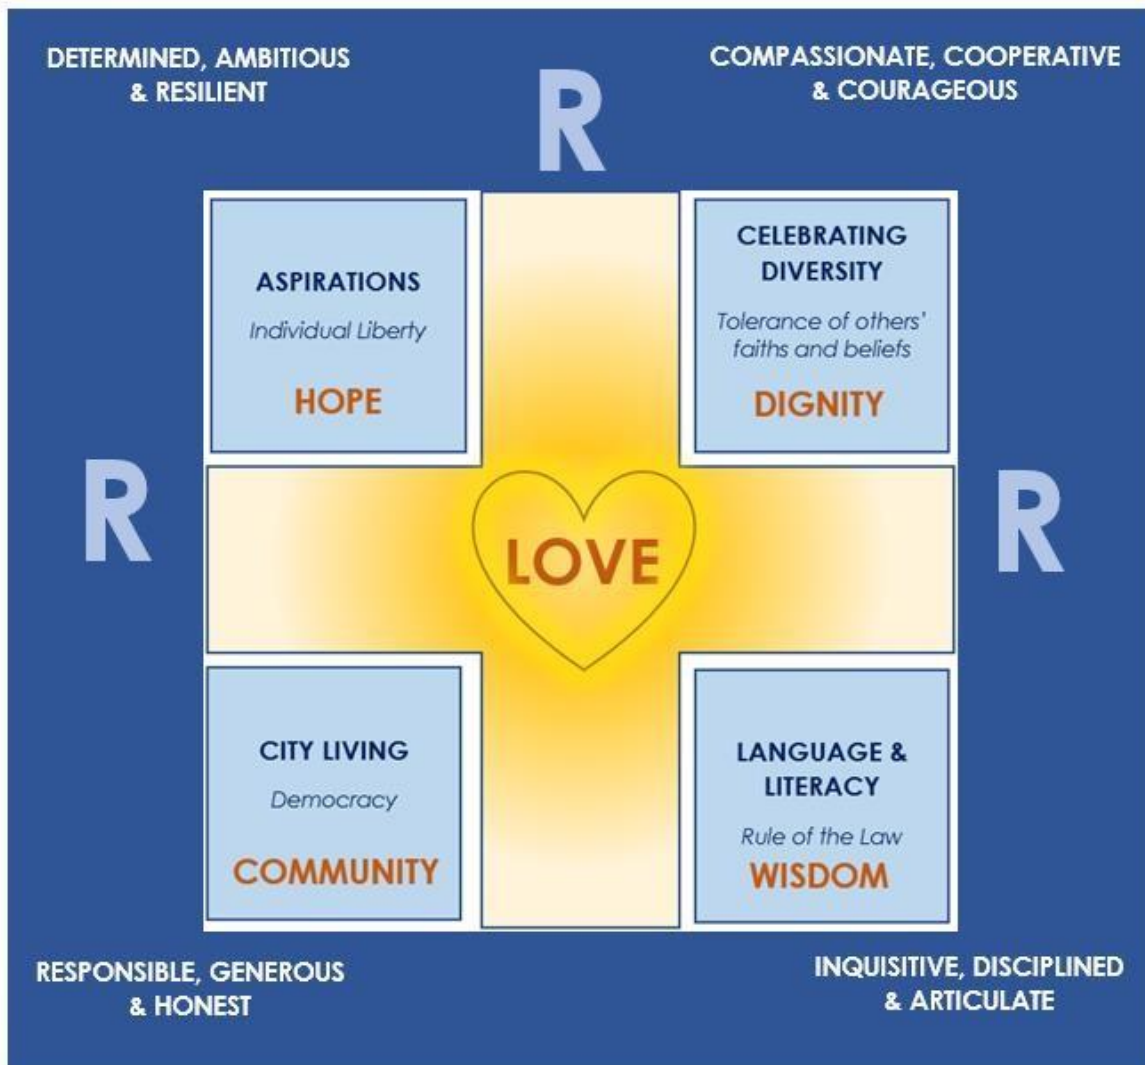 DETERMINED, AMBITIOUS
& RESILIENT
COMPASSIONATE, COOPERATIVE
& COURAGEOUS
R
ASPIRATIONS
Individual Liberty
HOPE
CELEBRATING
DIVERSITY
Tolerance of others’
faiths and beliefs
DIGNITY
R
LOVE
R
CITY LIVING
Democracy
COMMUNITY
LANGUAGE &
LITERACY
Rule of the Law
WISDOM
RESPONSIBLE, GENEROUS
& HONEST
INQUISITIVE, DISCIPLINED
& ARTICULATE